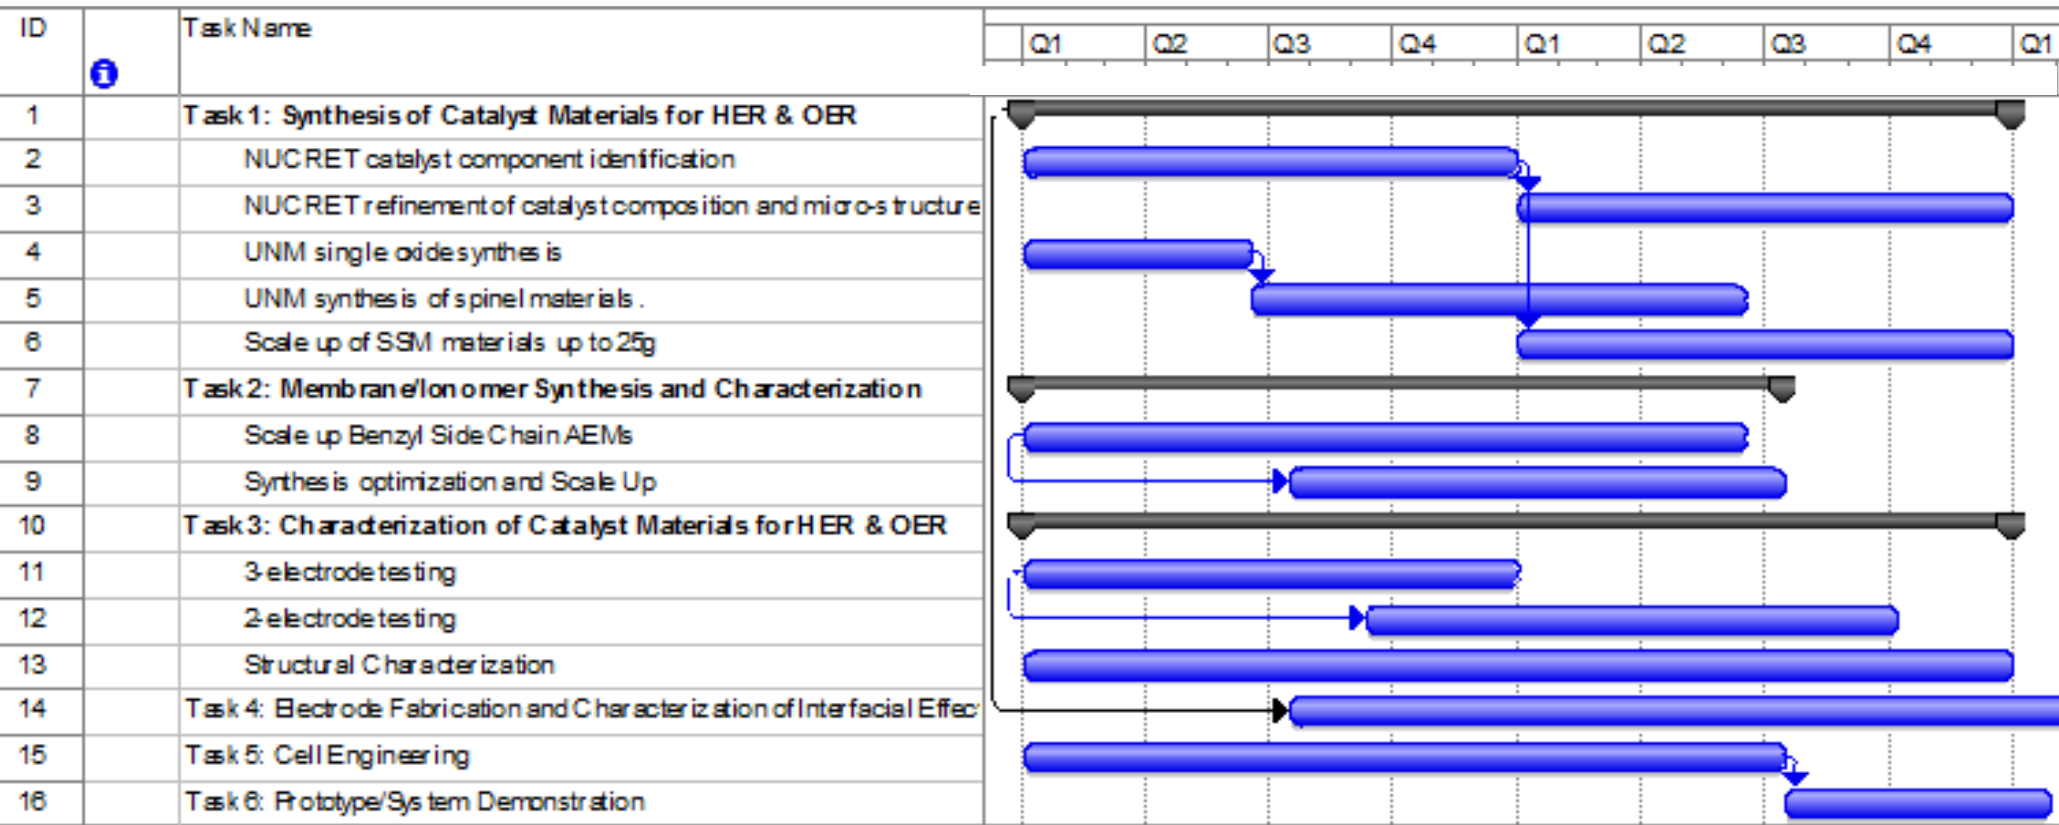 ID Task Name Q1 Q2 Q3 Q4 Q1 Q2 Q3 Q4 Q1
i
1 Task 1: Synthesis of Catalyst Materials for HER & OER
2 NUCRET catalyst component identification
3 NUCRET refinement of catalyst composition and micro-structure
4 UNM single oxide synthesis
5 UNM synthesis of spinel materials.
6 Scale up of SSM materials up to 25g
7 Task 2: Membrane/Ionomer Synthesis and Characterization
8 Scale up Benzyl Side Chain AEMs
9 Synthesis optimization and Scale Up
10 Task 3: Characterization of Catalyst Materials for HER & OER
11 3-electrode testing
12 2-electrode testing
13 Structural Characterization
14 Task 4: Electrode Fabrication and Characterization of Interfacial Effec
15 Task 5: Cell Engineering
16 Task 6: Prototype/System Demonstration